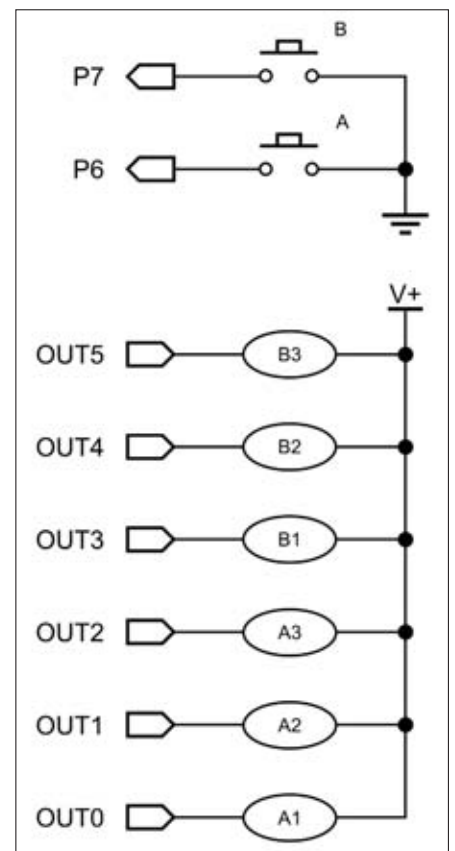 B
P7
A
P6
V+
OUT5 B3
OUT4 B2
OUT3 B1
OUT2 A3
OUT1 A2
OUT0 A1